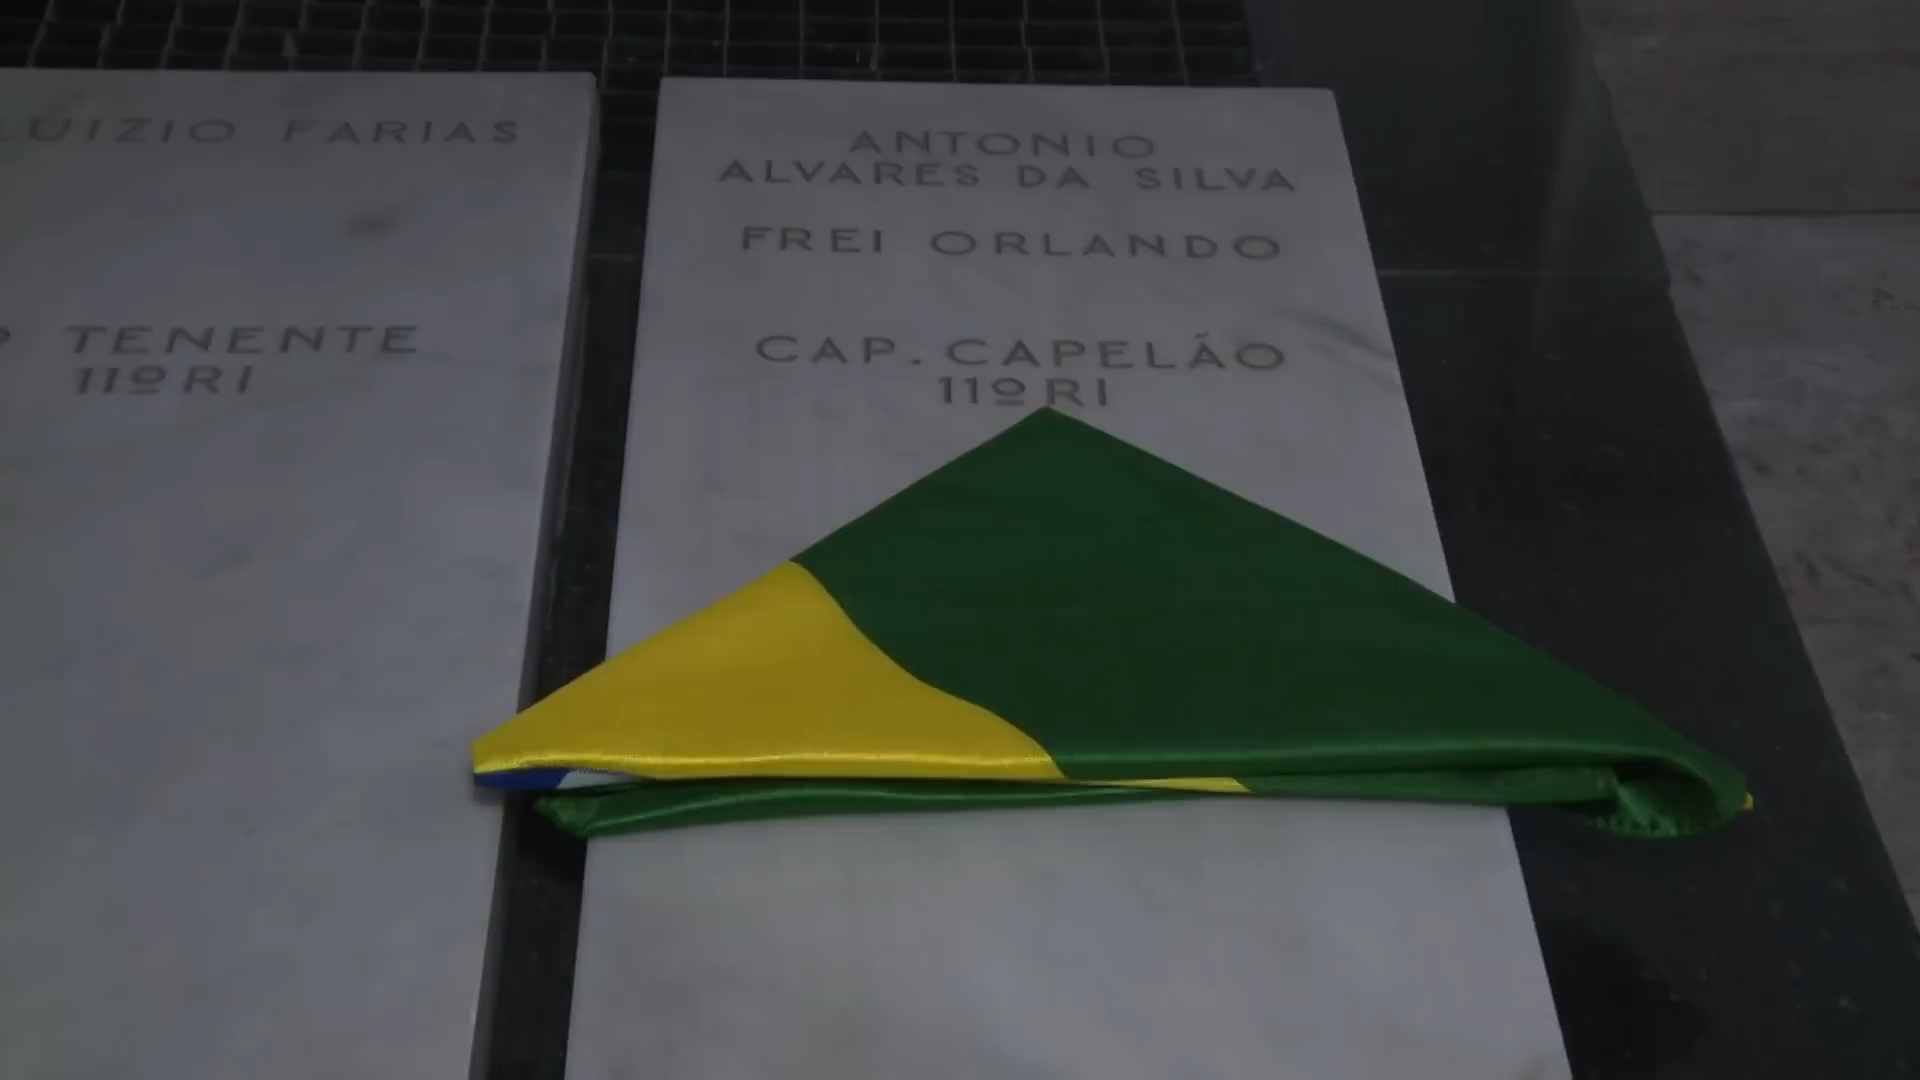 LUIZIO FARIAS
TENENTE
11º RI
ANTONIO
ALVARES DA SILVA
FREI ORLANDO
CAP. CAPELÃO
11º RI